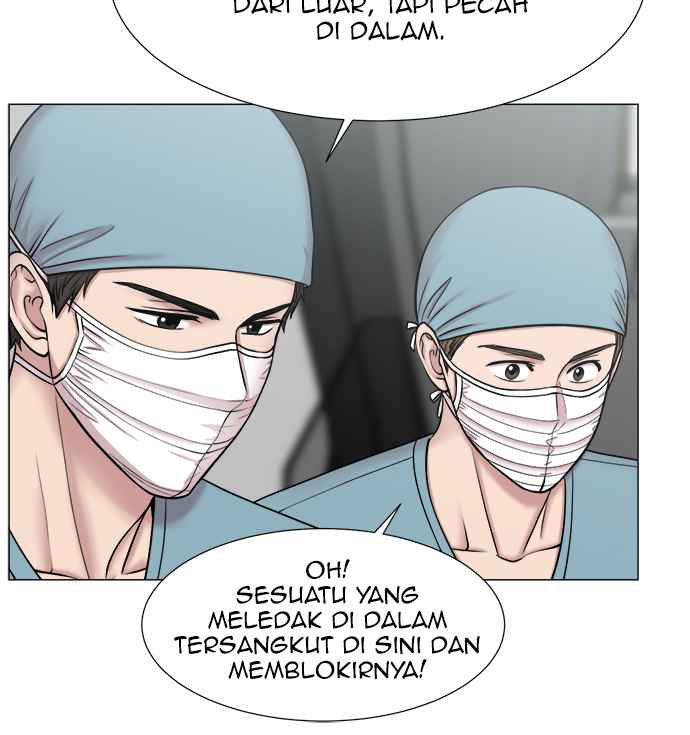 DARI LUAR, TAPI PECAH
DI DALAM.
OH!
SESUATU YANG
MELEDAK DI DALAM
TERSANGKUT DI SINI DAN
MEMBLOKIRNYA!